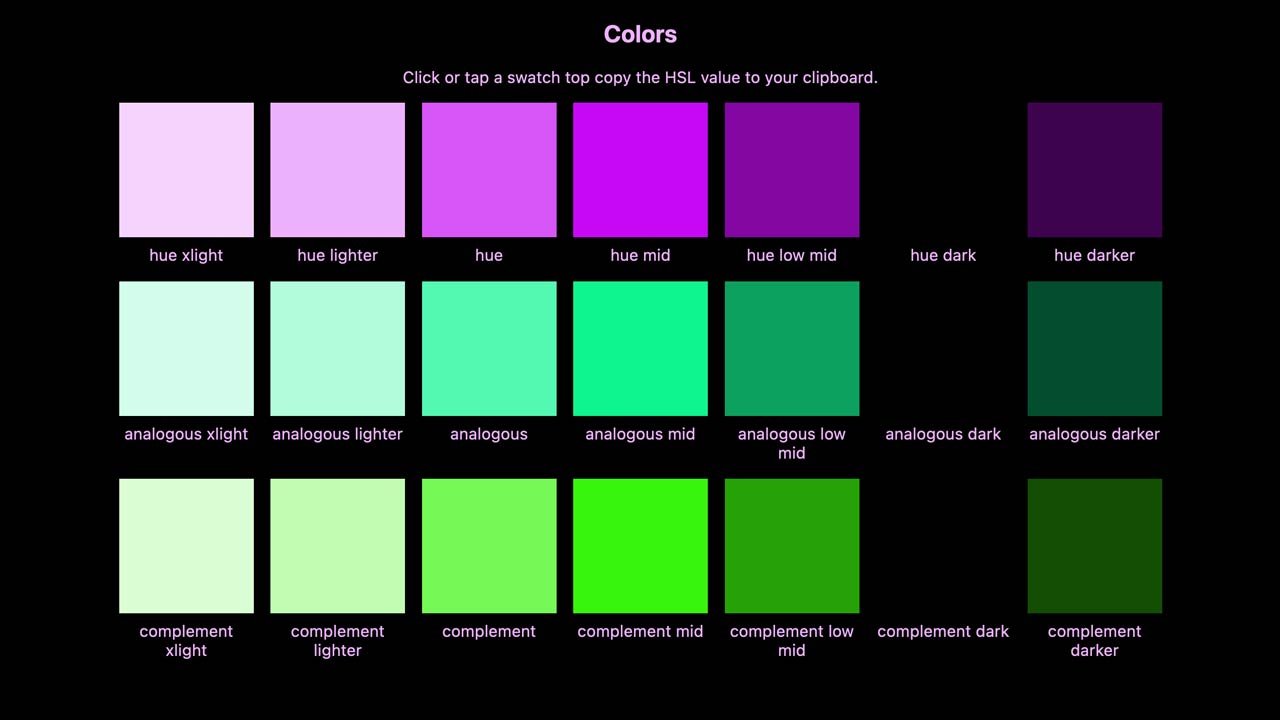 Colors
Click or tap a swatch top copy the HSL value to your clipboard.
hue xlight
hue lighter
hue
hue mid
hue low mid
hue dark
hue darker
analogous xlight
analogous lighter
analogous
analogous mid
analogous low
mid
analogous dark
analogous darker
complement
xlight
complement
lighter
complement
complement mid
complement low
mid
complement dark
complement
darker